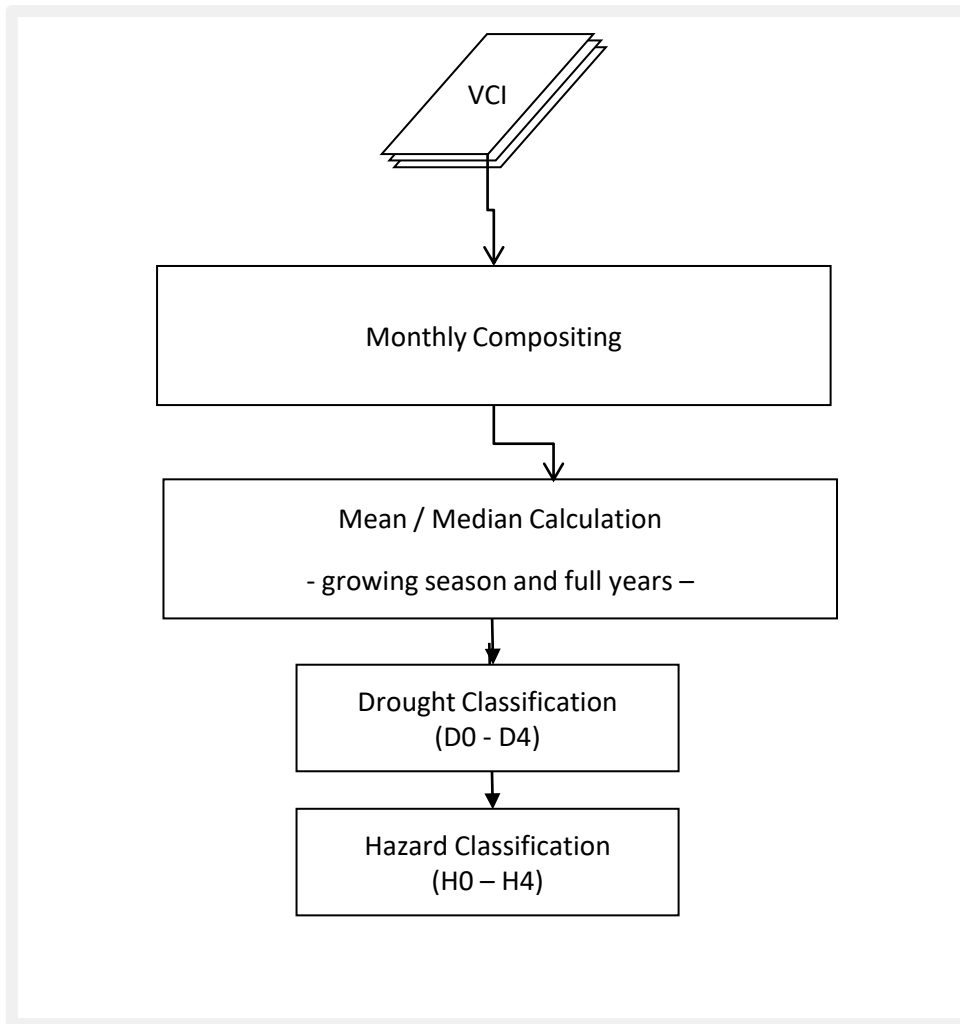 VCI
Monthly Compositing
Mean / Median Calculation
- growing season and full years –
Drought Classification
(D0 - D4)
Hazard Classification
(H0 – H4)